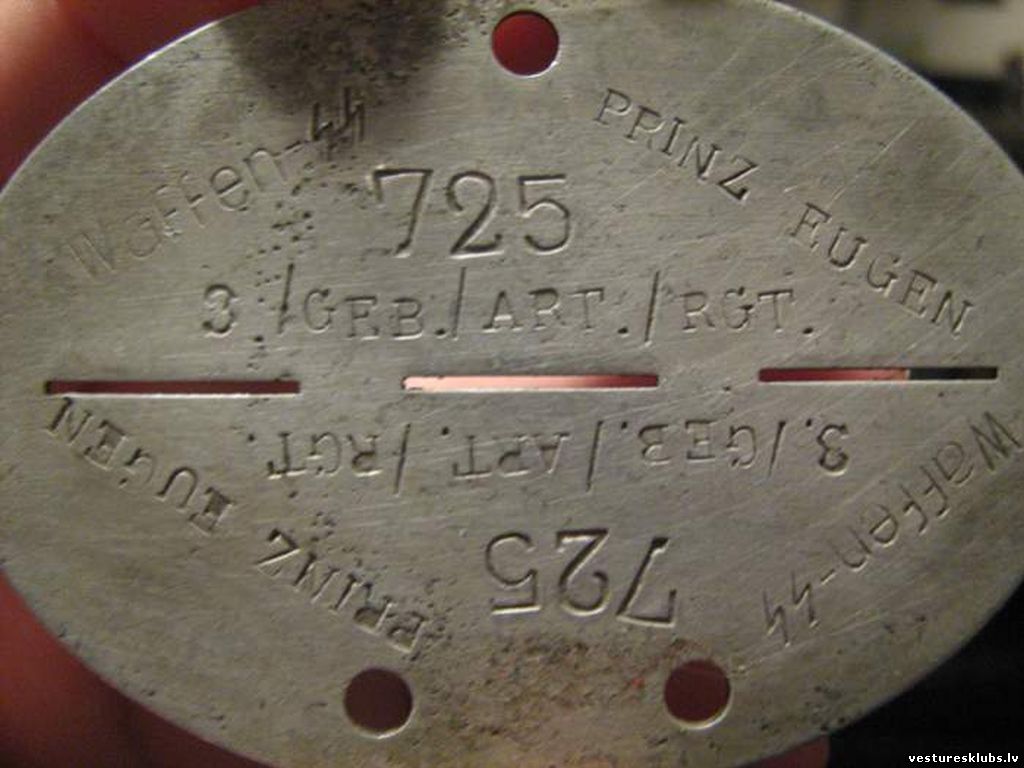 Waffen-ᛋᛋ
PRINZ EUGEN
725
3./GEB./ART./RGT.
3./GEB./ART./RGT.
725
Waffen-ᛋᛋ
PRINZ EUGEN
vesturesklubs.lv